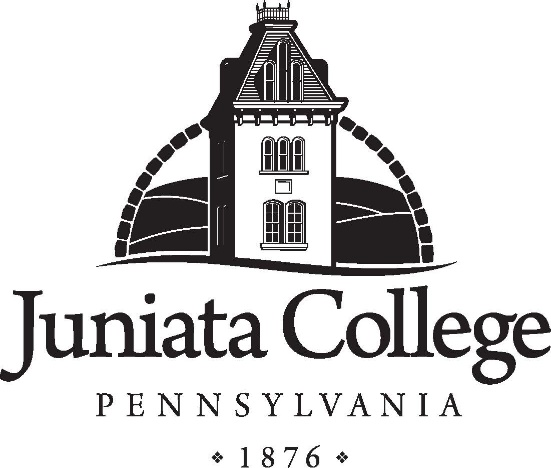 Juniata College
PENNSYLVANIA
❖ 1876 ❖